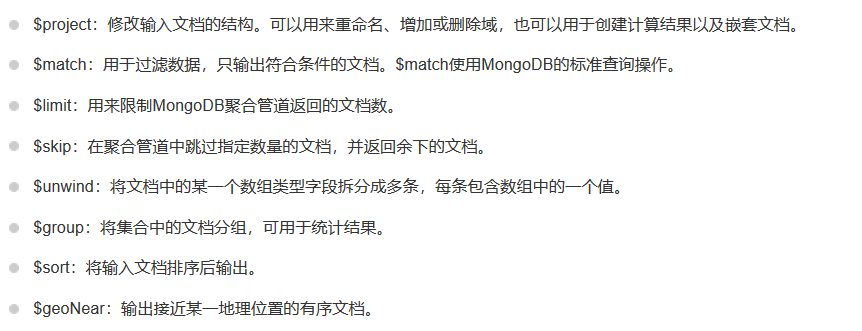 $project：修改输入文档的结构。可以用来重命名、增加或删除域，也可以用于创建计算结果以及嵌套文档。
$match：用于过滤数据，只输出符合条件的文档。$match使用MongoDB的标准查询操作。
$limit：用来限制MongoDB聚合管道返回的文档数。
$skip：在聚合管道中跳过指定数量的文档，并返回余下的文档。
$unwind：将文档中的某一个数组类型字段拆分成多条，每条包含数组中的一个值。
$group：将集合中的文档分组，可用于统计结果。
$sort：将输入文档排序后输出。
$geoNear：输出接近某一地理位置的有序文档。